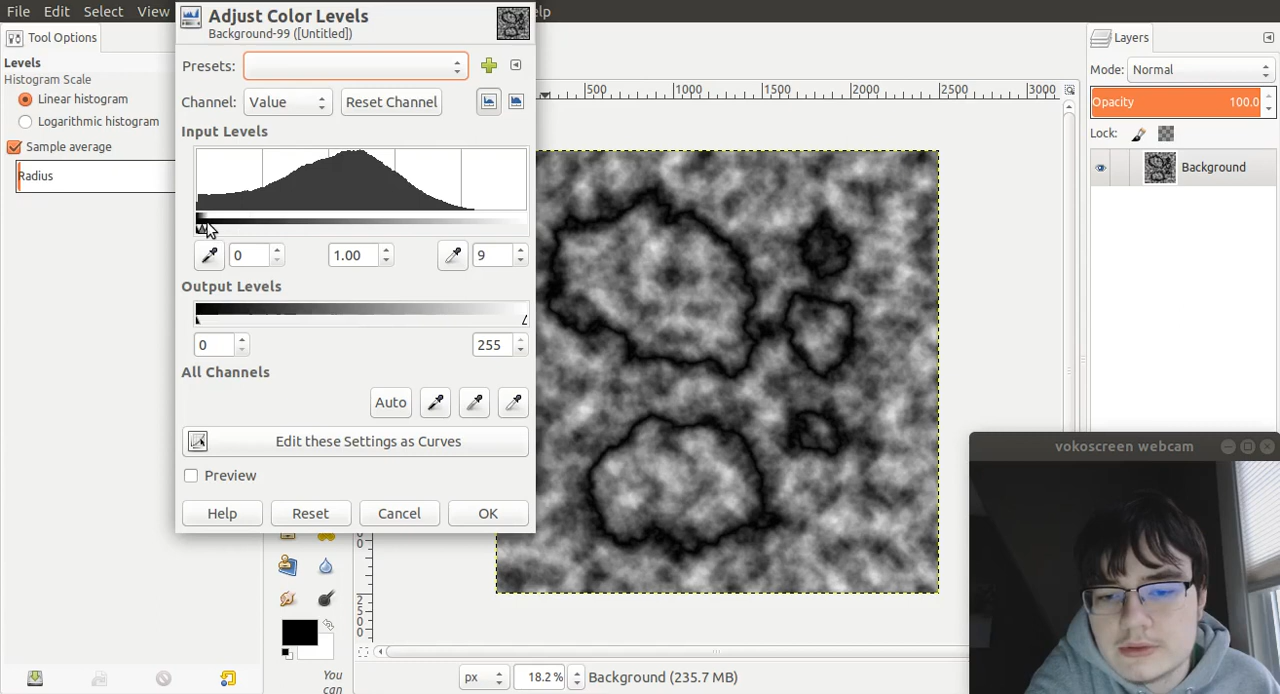 File Edit Select View elp
Tool Options
Levels
Histogram Scale
Linear histogram
Logarithmic histogram
Sample average
Radius
Adjust Color Levels
Background-99 ([Untitled])
Presets:
Channel: Value Reset Channel
Input Levels
0 1.00 9
Output Levels
0 255
All Channels
Auto
Edit these Settings as Curves
Preview
Help Reset Cancel OK
You
can
500 1000 1500 2000 2500 3000
px 18.2% Background (235.7 MB)
Layers
Mode: Normal
Opacity 100.0
Lock:
Background
vokoscreen webcam